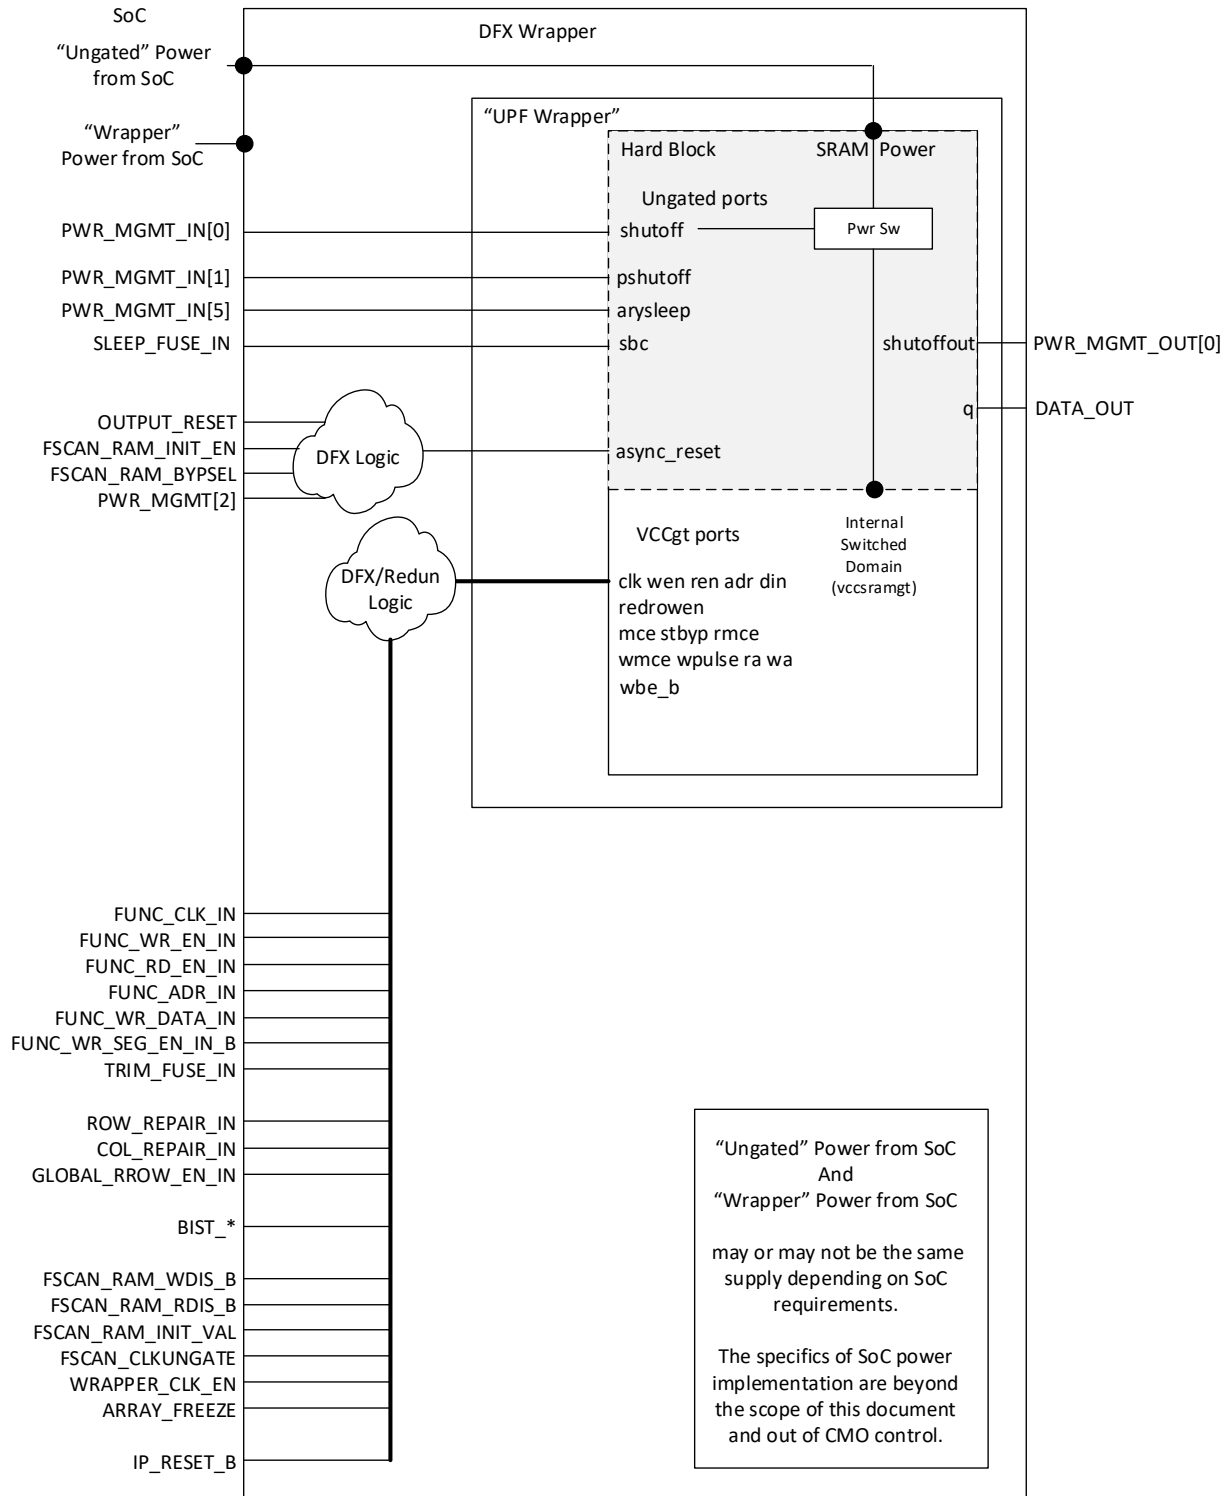 SoC
DFX Wrapper
“Ungated” Power
from SoC
“UPF Wrapper”
“Wrapper”
Power from SoC
Hard Block
SRAM Power
Ungated ports
PWR_MGMT_IN[0]
shutoff
Pwr Sw
PWR_MGMT_IN[1]
pshutoff
PWR_MGMT_IN[5]
arysleep
SLEEP_FUSE_IN
sbc
shutoffout
PWR_MGMT_OUT[0]
q
DATA_OUT
OUTPUT_RESET
FSCAN_RAM_INIT_EN
FSCAN_RAM_BYPSEL
PWR_MGMT[2]
DFX Logic
async_reset
VCCgt ports
Internal
Switched
Domain
(vccsramgt)
DFX/Redun
Logic
clk wen ren adr din
redrowen
mce stbyp rmce
wmce wpulse ra wa
wbe_b
FUNC_CLK_IN
FUNC_WR_EN_IN
FUNC_RD_EN_IN
FUNC_ADR_IN
FUNC_WR_DATA_IN
FUNC_WR_SEG_EN_IN_B
TRIM_FUSE_IN
ROW_REPAIR_IN
COL_REPAIR_IN
GLOBAL_RROW_EN_IN
BIST_*
FSCAN_RAM_WDIS_B
FSCAN_RAM_RDIS_B
FSCAN_RAM_INIT_VAL
FSCAN_CLKUNGATE
WRAPPER_CLK_EN
ARRAY_FREEZE
IP_RESET_B
“Ungated” Power from SoC
And
“Wrapper” Power from SoC
may or may not be the same
supply depending on SoC
requirements.
The specifics of SoC power
implementation are beyond
the scope of this document
and out of CMO control.